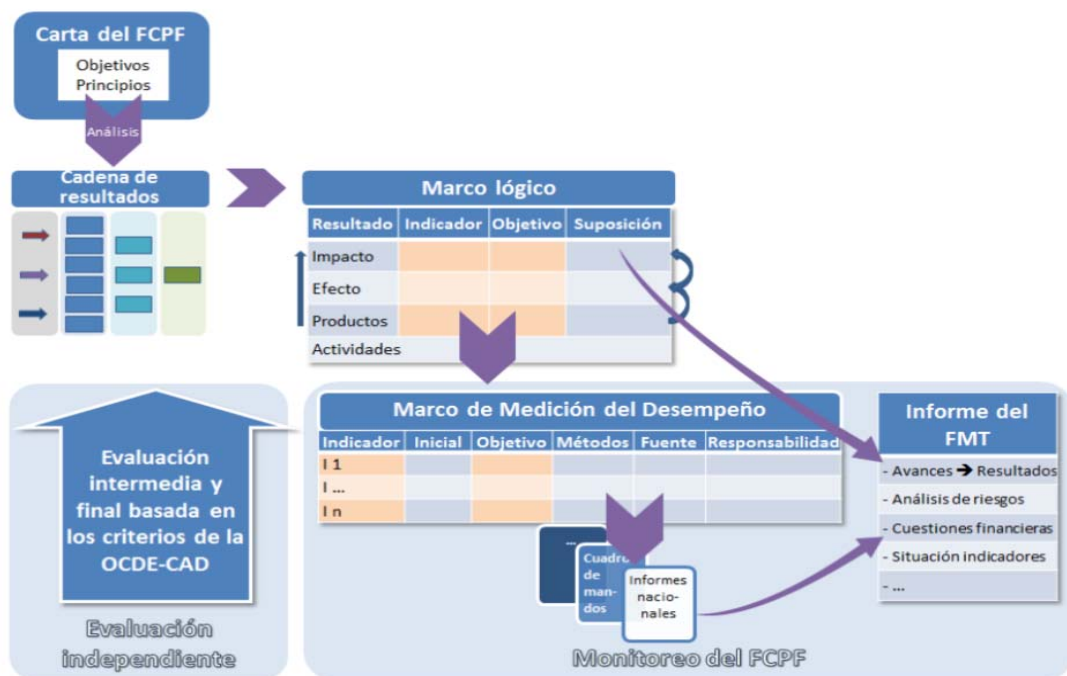 Carta del FCPF
Objetivos
Principios
Análisis
Cadena de
resultados
Marco lógico
Resultado Indicador Objetivo Suposición
Impacto
Efecto
Productos
Actividades
Evaluación
intermedia y
final basada en
los criterios de la
OCDE-CAD
Evaluación
independiente
Marco de Medición del Desempeño
Indicador Inicial Objetivo Métodos Fuente Responsabilidad
I 1
I ...
I n
...
Cuadro
de
man-
dos
Informes
nacio-
nales
Monitoreo del FCPF
Informe del
FMT
- Avances ➔ Resultados
- Análisis de riesgos
- Cuestiones financieras
- Situación indicadores
- ...